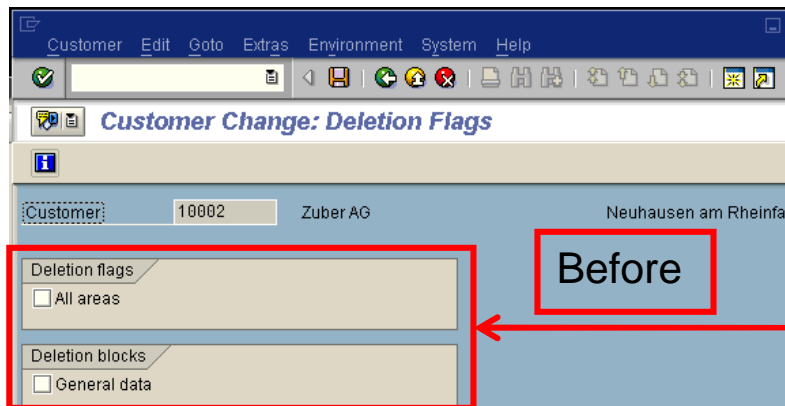 Customer Edit Goto Extras Environment System Help
Customer Change: Deletion Flags
Customer 10002 Zuber AG Neuhausen am Rheinfa
Before
Deletion flags
All areas
Deletion blocks
General data